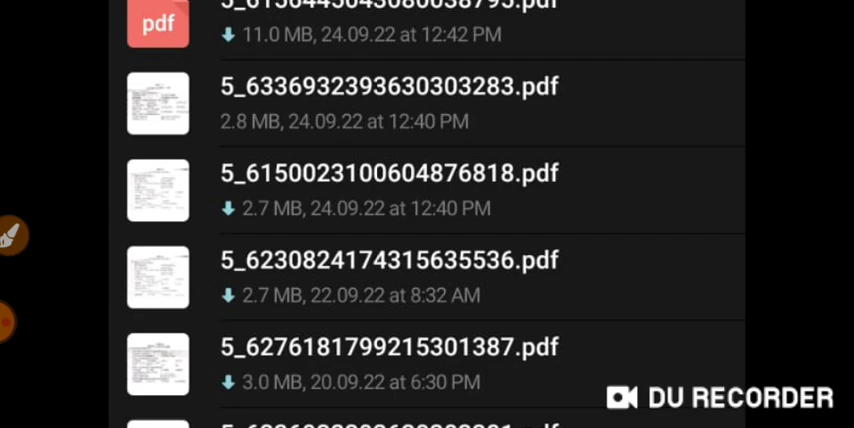 pdf
11.0 MB, 24.09.22 at 12:42 PM
5_6336932393630303283.pdf
2.8 MB, 24.09.22 at 12:40 PM
5_6150023100604876818.pdf
2.7 MB, 24.09.22 at 12:40 PM
5_6230824174315635536.pdf
2.7 MB, 22.09.22 at 8:32 AM
5_6276181799215301387.pdf
3.0 MB, 20.09.22 at 6:30 PM
DU RECORDER